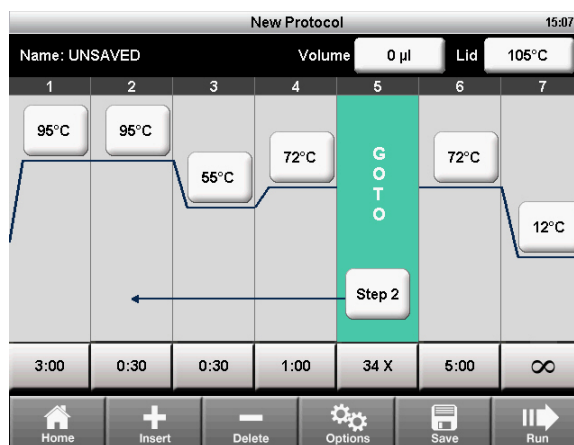 New Protocol 15:07
Name: UNSAVED Volume 0 µl Lid 105°C
1 2 3 4 5 6 7
95°C 95°C 55°C 72°C GOTO 72°C 12°C
Step 2
3:00 0:30 0:30 1:00 34 X 5:00 ∞
Home Insert Delete Options Save Run